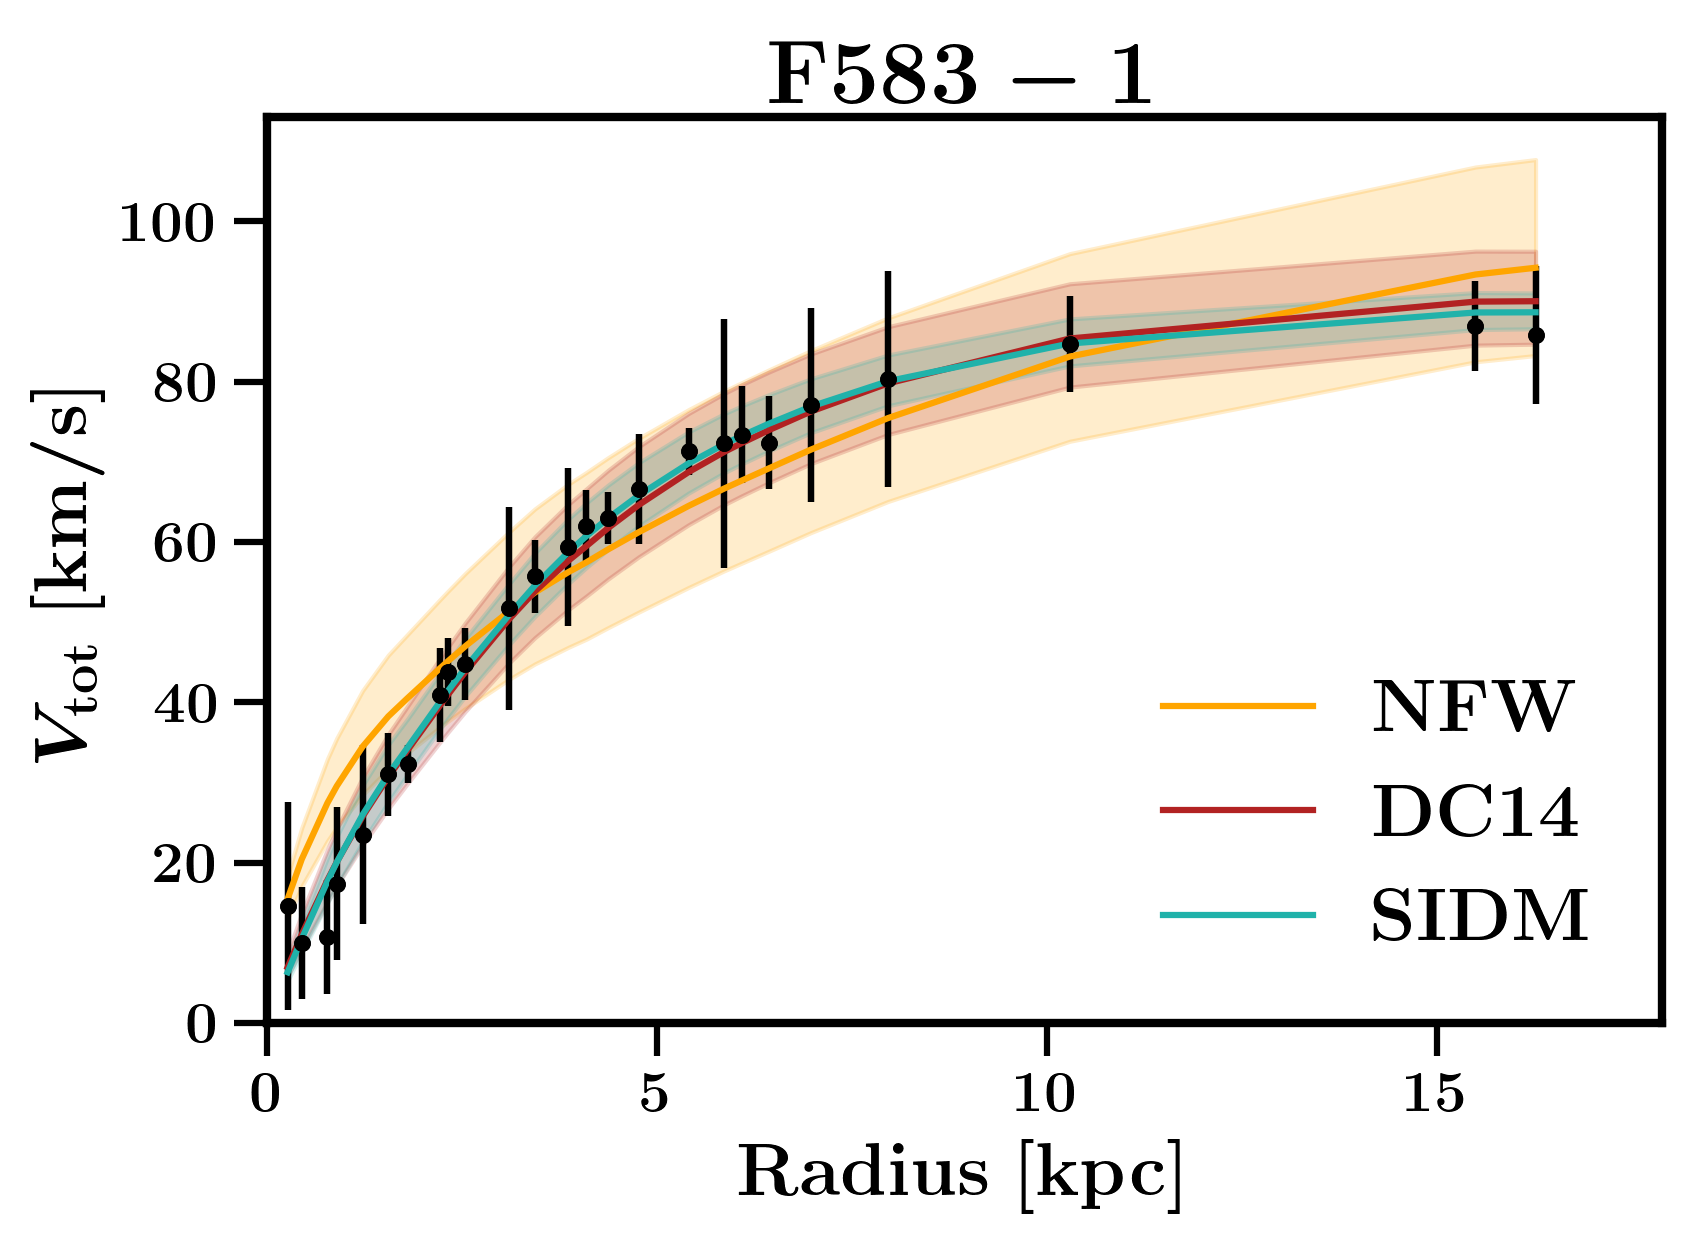 F583 − 1
100
80
60
40
20
0
V_tot [km/s]
NFW
DC14
SIDM
0 5 10 15
Radius [kpc]